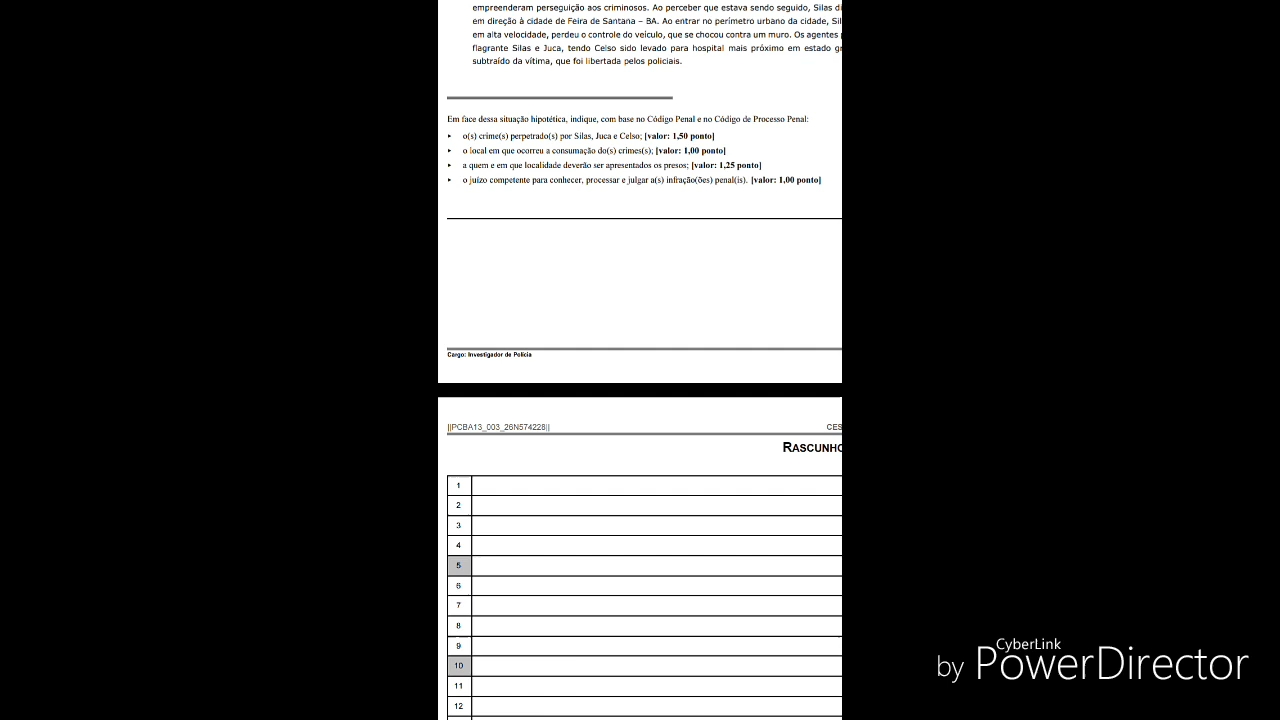 empreenderam perseguição aos criminosos. Ao perceber que estava sendo seguido, Silas
em direção à cidade de Feira de Santana – BA. Ao entrar no perímetro urbano da cidade,
em alta velocidade, perdeu o controle do veículo, que se chocou contra um muro. Os agentes
flagrante Silas e Juca, tendo Celso sido levado para hospital mais próximo em estado
subtraído da vítima, que foi libertada pelos policiais.
Em face dessa situação hipotética, indique, com base no Código Penal e no Código de Processo Penal:
‣ o(s) crime(s) perpetrado(s) por Silas, Juca e Celso; [valor: 1,50 ponto]
‣ o local em que ocorreu a consumação do(s) crimes(s); [valor: 1,00 ponto]
‣ a quem e em que localidade deverão ser apresentados os presos; [valor: 1,25 ponto]
‣ o juízo competente para conhecer, processar e julgar a(s) infração(ões) penal(is). [valor: 1,00 ponto]
Cargo: Investigador de Polícia
||PCBA13_003_26N574228|| CES
RASCUNHO
1
2
3
4
5
6
7
8
9
10
11
12
CyberLink
by PowerDirector